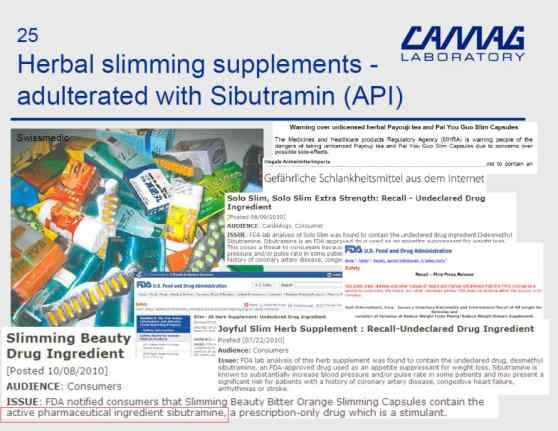 25
CAMAG
LABORATORY
Herbal slimming supplements -
adulterated with Sibutramin (API)
Swissmedic
Warning over unlicensed herbal Payouji tea and Pai You Guo Slim Capsules
The Medicines and Healthcare products Regulatory Agency (MHRA) is warning people of the
dangers of taking unlicensed Payouji tea and Pai You Guo Slim Capsules due to concerns over
possible side-effects.
illegale Arzneimittelimporte
nd to contain an
Gefährliche Schlankheitsmittel aus dem Internet
Solo Slim, Solo Slim Extra Strength: Recall - Undeclared Drug
Ingredient
[Posted 08/09/2010]
AUDIENCE: Cardiology, Consumer
ISSUE: FDA lab analysis of Solo Slim was found to contain the undeclared ingredient Didesmethyl
Sibutramine. Sibutramine is an FDA-approved drug used as an appetite suppressant for weight loss.
This poses a threat to consumers because
pressure and/or pulse rate in some patie
history of coronary artery disease, conge
FDA U.S. Food and Drug Administration
Safety
Recall -- Firm Press Release
FDA U.S. Food and Drug Administration
Safety
Slimming Beauty
Drug Ingredient
[Posted 10/08/2010]
AUDIENCE: Consumers
Joyful Slim Herb Supplement : Recall-Undeclared Drug Ingredient
Posted [07/22/2010]
Audience: Consumers
ISSUE: FDA lab analysis of this herb supplement was found to contain the undeclared drug, desmethyl
sibutramine, an FDA-approved drug used as an appetite suppressant for weight loss. Sibutramine is
known to substantially increase blood pressure and/or pulse rate in some patients and may present a
significant risk for patients with a history of coronary artery disease, congestive heart failure,
arrhythmias or stroke.
ISSUE: FDA notified consumers that Slimming Beauty Bitter Orange Slimming Capsules contain the
active pharmaceutical ingredient sibutramine, a prescription-only drug which is a stimulant.